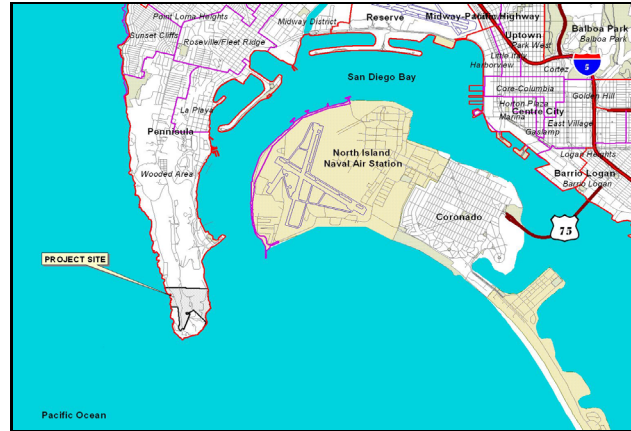 Point Loma Heights
Midway District
Reserve
Highway
Uptown
Balboa Park
Balboa Park
Sunset Cliffs
Roseville/Fleet Ridge
Park West
Little Italy
Harborview
5
Cortez
San Diego Bay
Core-Columbia
Golden Hill
La Playa
Horton Plaza
Centre City
Marina
East Village
Gaslamp
Peninsula
North Island
Naval Air Station
Logan Heights
Wooded Area
Barrio Logan
Barrio Logan
Coronado
75
PROJECT SITE
Pacific Ocean